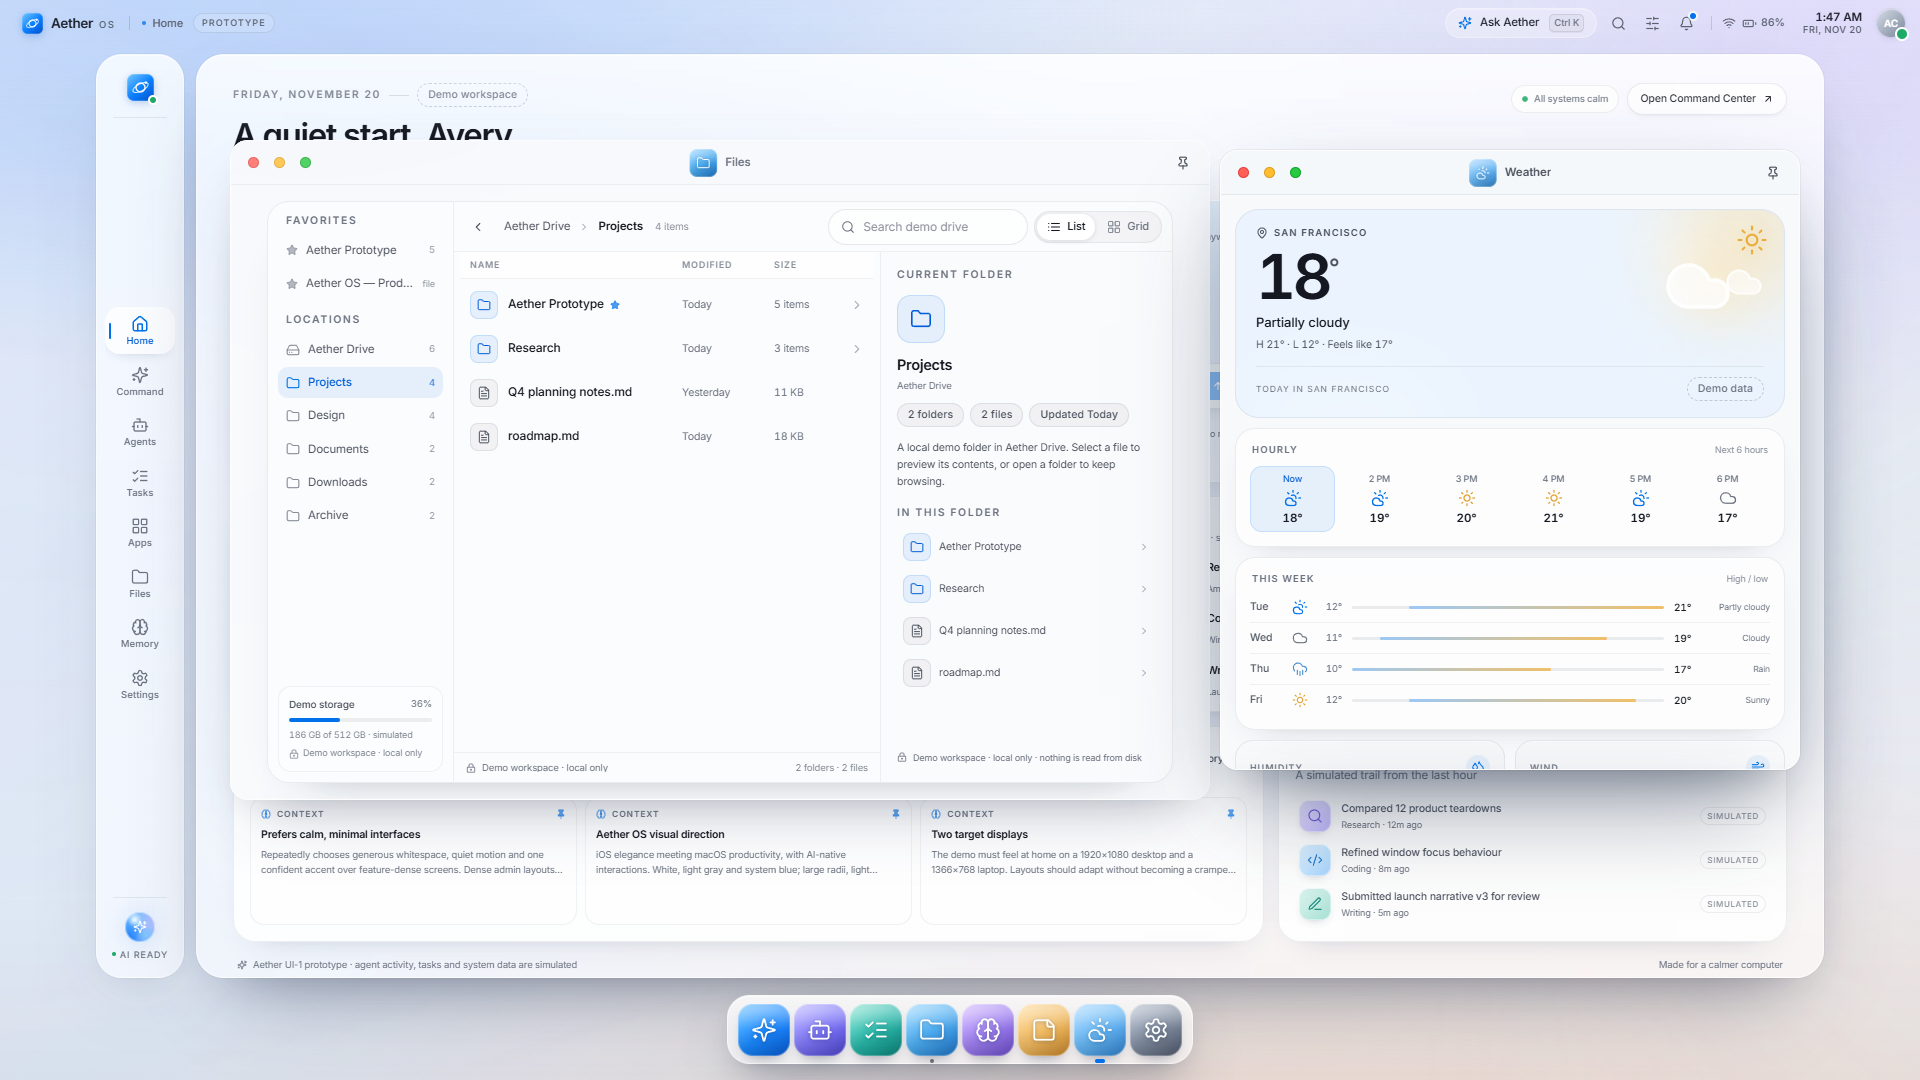 Aether OS
Home
PROTOTYPE
Ask Aether
Ctrl K
86%
1:47 AM
FRI, NOV 20
AC
Home
Command
Agents
Tasks
Apps
Files
Memory
Settings
AI READY
FRIDAY, NOVEMBER 20
Demo workspace
A quiet start, Avery
All systems calm
Open Command Center
Files
FAVORITES
Aether Prototype 5
Aether OS — Prod... file
LOCATIONS
Aether Drive 6
Projects 4
Design 4
Documents 2
Downloads 2
Archive 2
Demo storage 36%
186 GB of 512 GB · simulated
Demo workspace · local only
Aether Drive > Projects 4 items
Search demo drive
List
Grid
NAME MODIFIED SIZE
Aether Prototype Today 5 items
Research Today 3 items
Q4 planning notes.md Yesterday 11 KB
roadmap.md Today 18 KB
Demo workspace · local only
2 folders · 2 files
CURRENT FOLDER
Projects
Aether Drive
2 folders
2 files
Updated Today
A local demo folder in Aether Drive. Select a file to
preview its contents, or open a folder to keep
browsing.
IN THIS FOLDER
Aether Prototype
Research
Q4 planning notes.md
roadmap.md
Demo workspace · local only · nothing is read from disk
Weather
SAN FRANCISCO
18°
Partially cloudy
H 21° · L 12° · Feels like 17°
TODAY IN SAN FRANCISCO
Demo data
HOURLY
Next 6 hours
Now 2 PM 3 PM 4 PM 5 PM 6 PM
18° 19° 20° 21° 19° 17°
THIS WEEK
High / low
Tue 12° 21° Partly cloudy
Wed 11° 19° Cloudy
Thu 10° 17° Rain
Fri 12° 20° Sunny
HUMIDITY
WIND
CONTEXT
Prefers calm, minimal interfaces
Repeatedly chooses generous whitespace, quiet motion and one
confident accent over feature-dense screens. Dense admin layouts...
CONTEXT
Aether OS visual direction
iOS elegance meeting macOS productivity, with AI-native
interactions. White, light gray and system blue; large radii, light...
CONTEXT
Two target displays
The demo must feel at home on a 1920×1080 desktop and a
1366×768 laptop. Layouts should adapt without becoming a crampe...
A simulated trail from the last hour
Compared 12 product teardowns
Research · 12m ago
SIMULATED
Refined window focus behaviour
Coding · 8m ago
SIMULATED
Submitted launch narrative v3 for review
Writing · 5m ago
SIMULATED
Aether UI-1 prototype · agent activity, tasks and system data are simulated
Made for a calmer computer